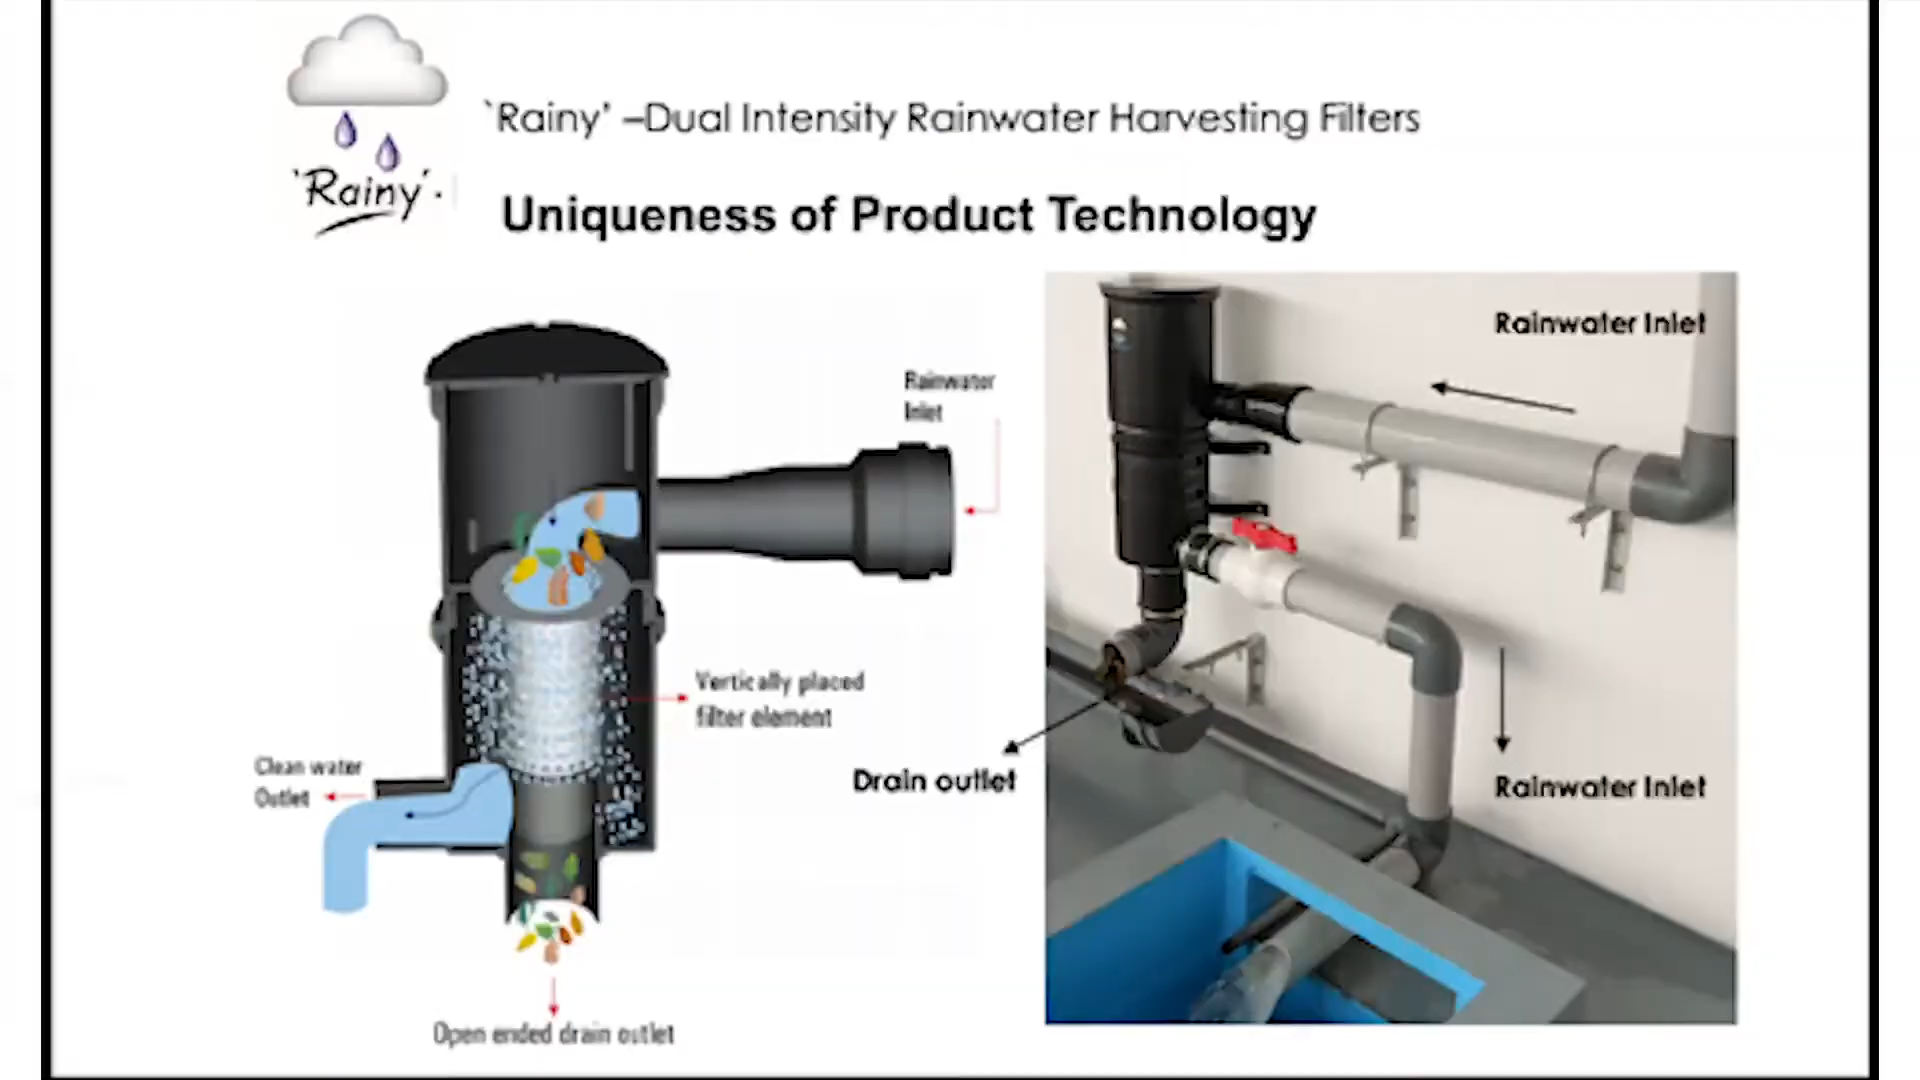 'Rainy'
`Rainy' –Dual Intensity Rainwater Harvesting Filters
Uniqueness of Product Technology
Rainwater
Inlet
Vertically placed
filter element
Clean water
Outlet
Open ended drain outlet
Rainwater Inlet
Drain outlet
Rainwater Inlet